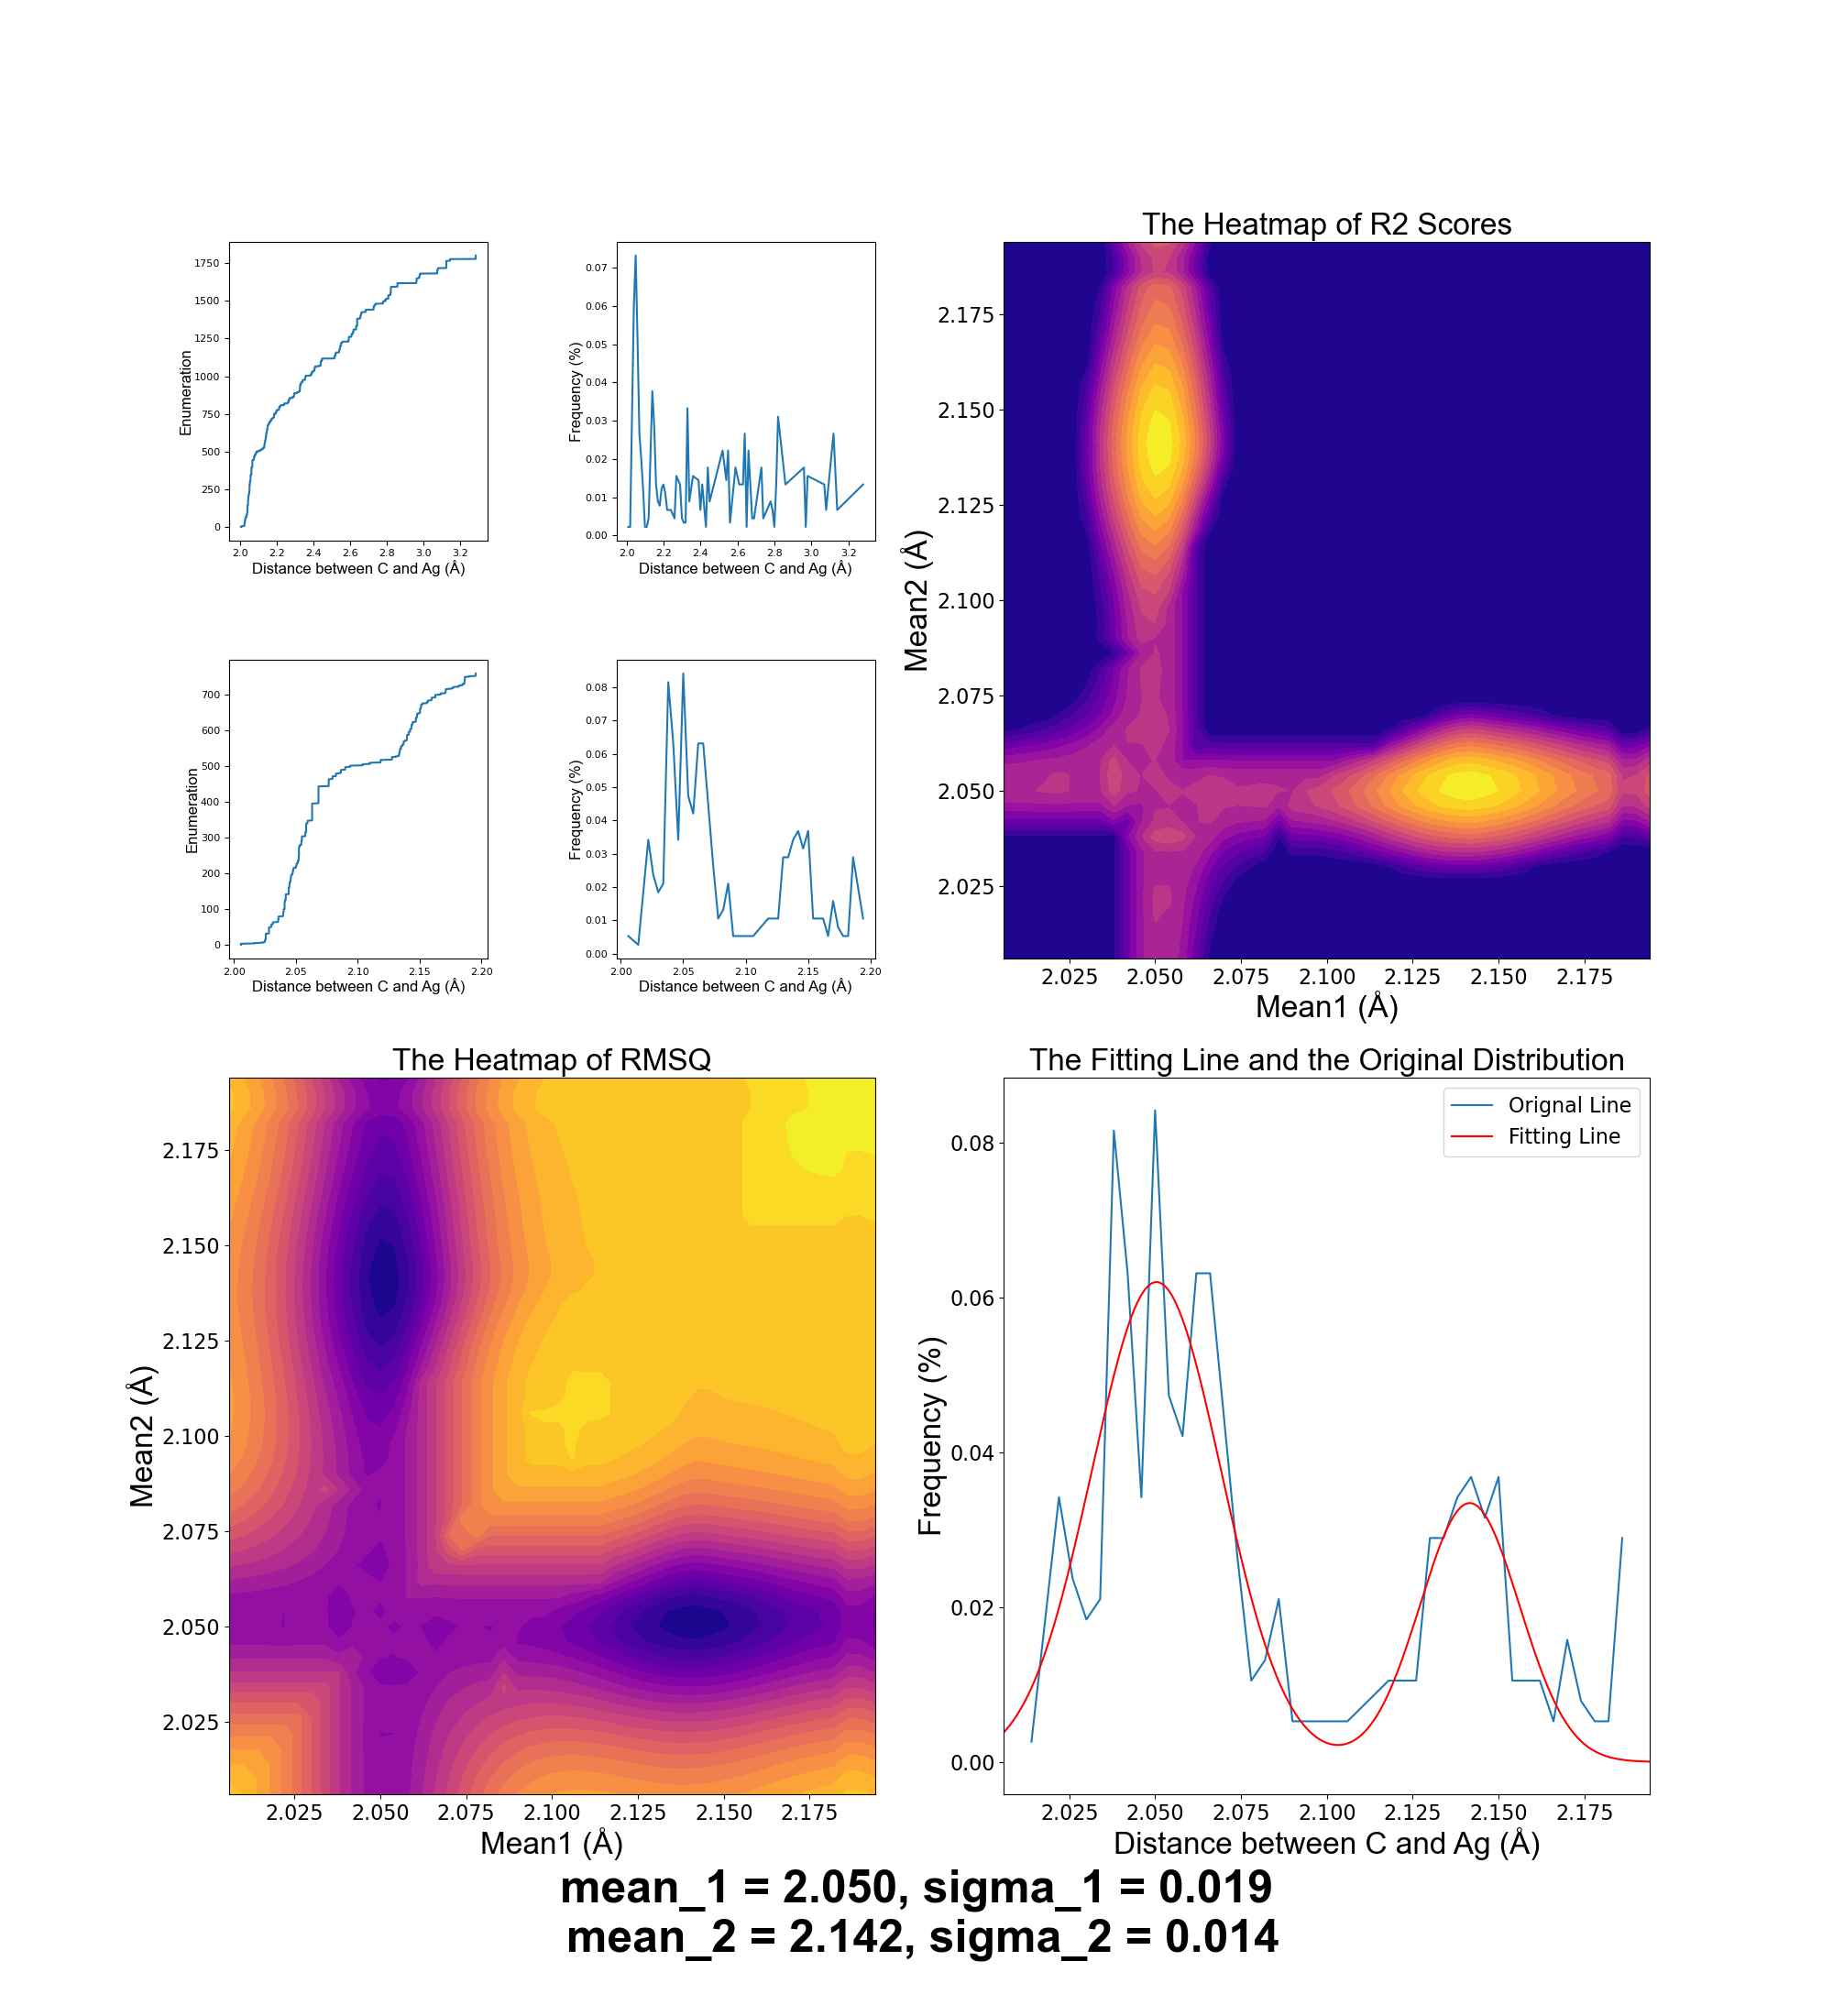 The Heatmap of R2 Scores
1750
1500
1250
1000
750
500
250
0
Enumeration
2.0 2.2 2.4 2.6 2.8 3.0 3.2
Distance between C and Ag (Å)
0.07
0.06
0.05
0.04
0.03
0.02
0.01
0.00
Frequency (%)
2.0 2.2 2.4 2.6 2.8 3.0 3.2
Distance between C and Ag (Å)
700
600
500
400
300
200
100
0
Enumeration
2.00 2.05 2.10 2.15 2.20
Distance between C and Ag (Å)
0.08
0.07
0.06
0.05
0.04
0.03
0.02
0.01
0.00
Frequency (%)
2.00 2.05 2.10 2.15 2.20
Distance between C and Ag (Å)
2.175
2.150
2.125
2.100
2.075
2.050
2.025
Mean2 (Å)
2.025 2.050 2.075 2.100 2.125 2.150 2.175
Mean1 (Å)
The Heatmap of RMSQ
2.175
2.150
2.125
2.100
2.075
2.050
2.025
Mean2 (Å)
2.025 2.050 2.075 2.100 2.125 2.150 2.175
Mean1 (Å)
The Fitting Line and the Original Distribution
Orignal Line
Fitting Line
0.08
0.06
0.04
0.02
0.00
Frequency (%)
2.025 2.050 2.075 2.100 2.125 2.150 2.175
Distance between C and Ag (Å)
mean_1 = 2.050, sigma_1 = 0.019
mean_2 = 2.142, sigma_2 = 0.014